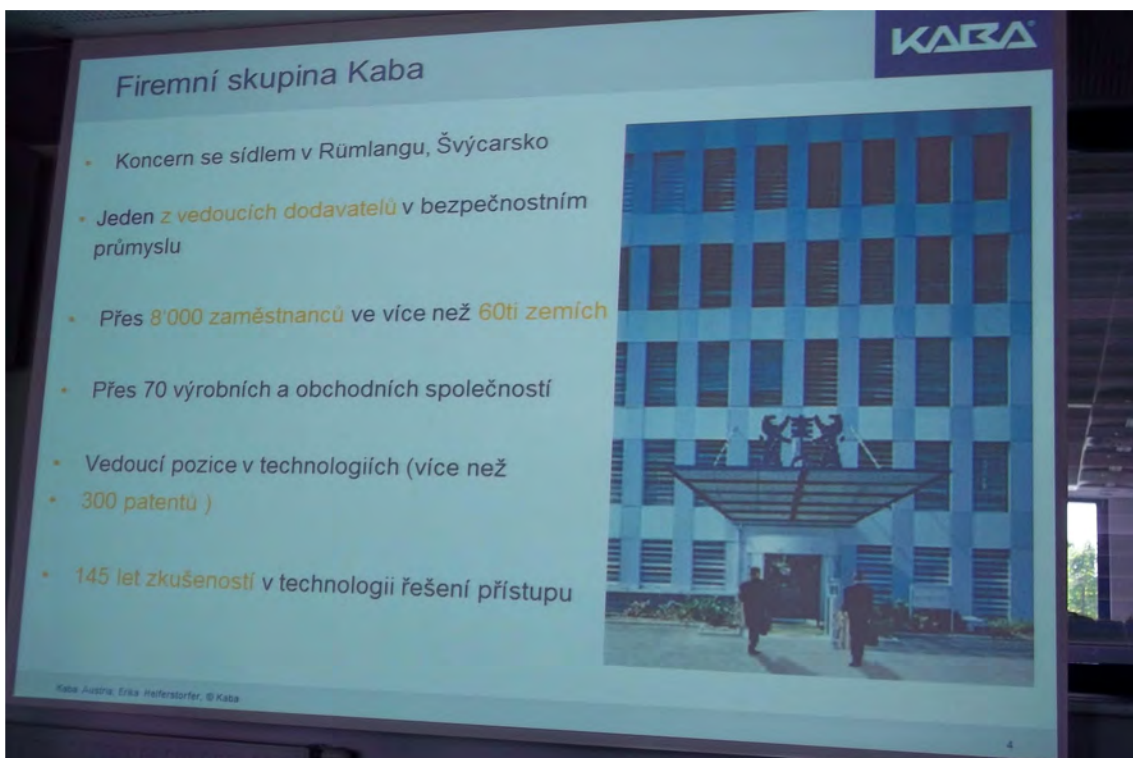 KABA®
Firemní skupina Kaba
• Koncern se sídlem v Rümlangu, Švýcarsko
• Jeden z vedoucích dodavatelů v bezpečnostním
průmyslu
• Přes 8'000 zaměstnanců ve více než 60ti zemích
• Přes 70 výrobních a obchodních společností
• Vedoucí pozice v technologiích (více než
• 300 patentů )
• 145 let zkušeností v technologii řešení přístupu
Kaba Austria, Erika Heiferstorfer, © Kaba
4